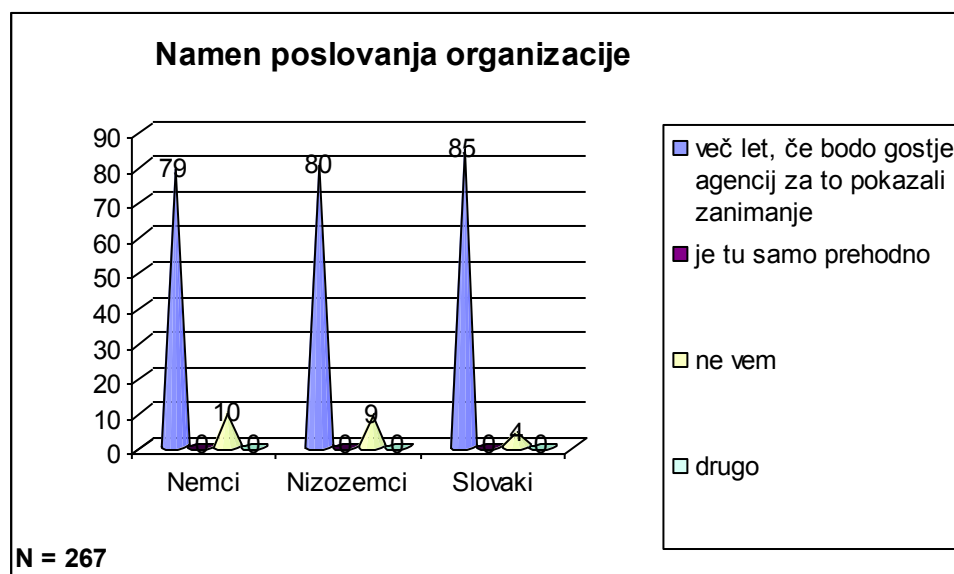 Namen poslovanja organizacije
90
80
70
60
50
40
30
20
10
0
79
0
10
0
80
0
9
0
85
0
4
0
Nemci
Nizozemci
Slovaki
več let, če bodo gostje
agencij za to pokazali
zanimanje
je tu samo prehodno
ne vem
drugo
N = 267